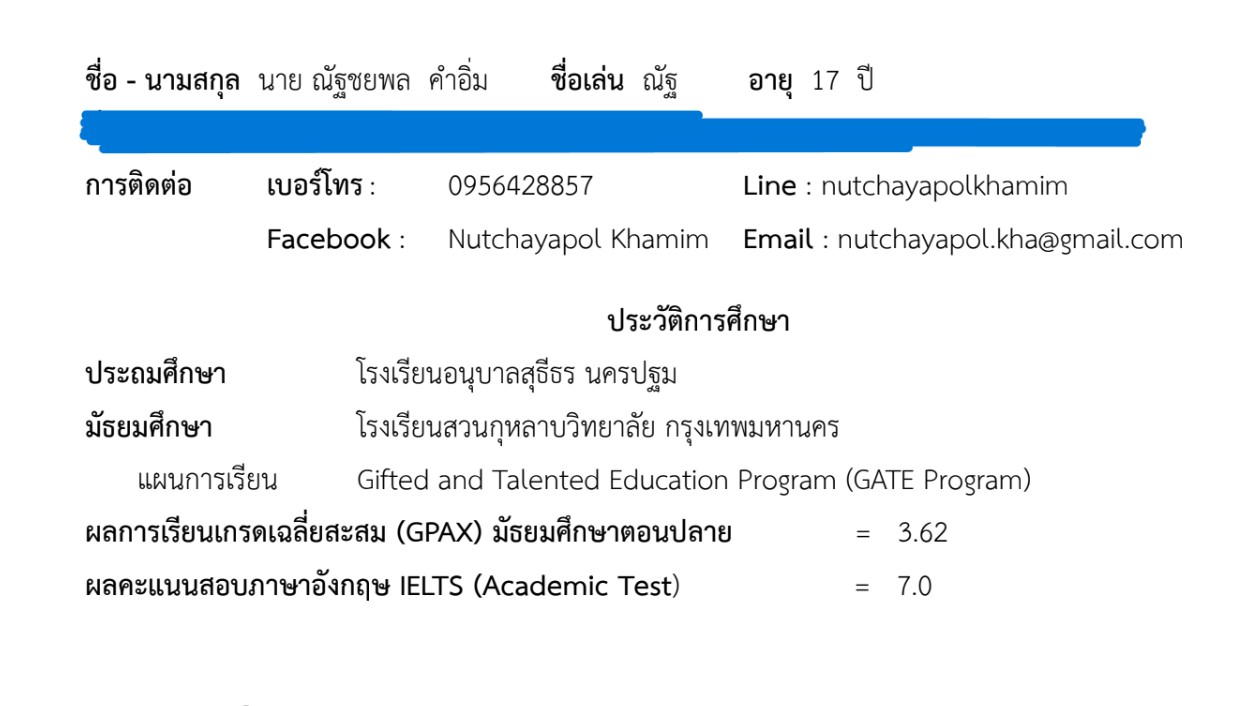 ชื่อ - นามสกุล นาย ณัฐชยพล คำอิ่ม ชื่อเล่น ณัฐ อายุ 17 ปี
การติดต่อ เบอร์โทร : 0956428857 Line : nutchayapolkhamim
Facebook : Nutchayapol Khamim Email : nutchayapol.kha@gmail.com
ประวัติการศึกษา
ประถมศึกษา โรงเรียนอนุบาลสุธีธร นครปฐม
มัธยมศึกษา โรงเรียนสวนกุหลาบวิทยาลัย กรุงเทพมหานคร
แผนการเรียน Gifted and Talented Education Program (GATE Program)
ผลการเรียนเกรดเฉลี่ยสะสม (GPAX) มัธยมศึกษาตอนปลาย = 3.62
ผลคะแนนสอบภาษาอังกฤษ IELTS (Academic Test) = 7.0